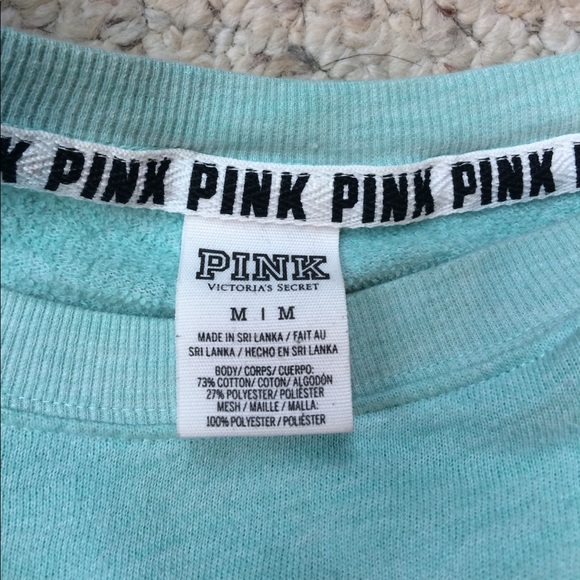 K PINK PINK PINK PINK P
PINK
VICTORIA'S SECRET
M | M
MADE IN SRI LANKA / FAIT AU
SRI LANKA / HECHO EN SRI LANKA
BODY/ CORPS/ CUERPO:
73% COTTON/ COTON/ ALGODÓN
27% POLYESTER/ POLIÉSTER
MESH / MAILLE / MALLA:
100% POLYESTER / POLIÉSTER